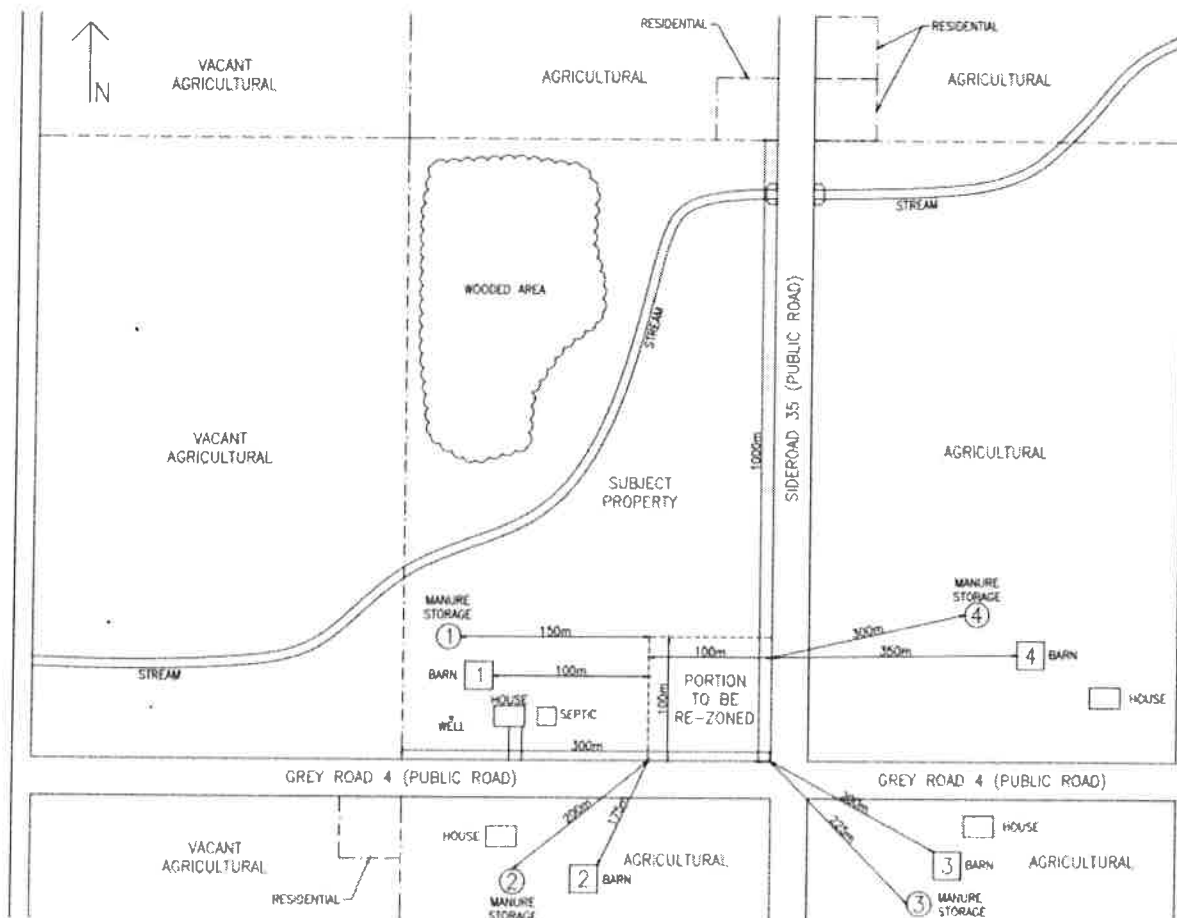 RESIDENTIAL
RESIDENTIAL
N
VACANT
AGRICULTURAL
AGRICULTURAL
AGRICULTURAL
STREAM
WOODED AREA
STREAM
SIDEROAD 35 (PUBLIC ROAD)
1000m
VACANT
AGRICULTURAL
SUBJECT
PROPERTY
AGRICULTURAL
MANURE
STORAGE
1
150m
MANURE
STORAGE
4
300m
100m
350m
4
BARN
BARN
1
100m
100m
PORTION
TO BE
RE-ZONED
STREAM
HOUSE
WELL
SEPTIC
HOUSE
300m
GREY ROAD 4 (PUBLIC ROAD)
GREY ROAD 4 (PUBLIC ROAD)
200m
225m
HOUSE
HOUSE
VACANT
AGRICULTURAL
AGRICULTURAL
2
BARN
3
BARN
AGRICULTURAL
RESIDENTIAL
2
MANURE
STORAGE
3
MANURE
STORAGE